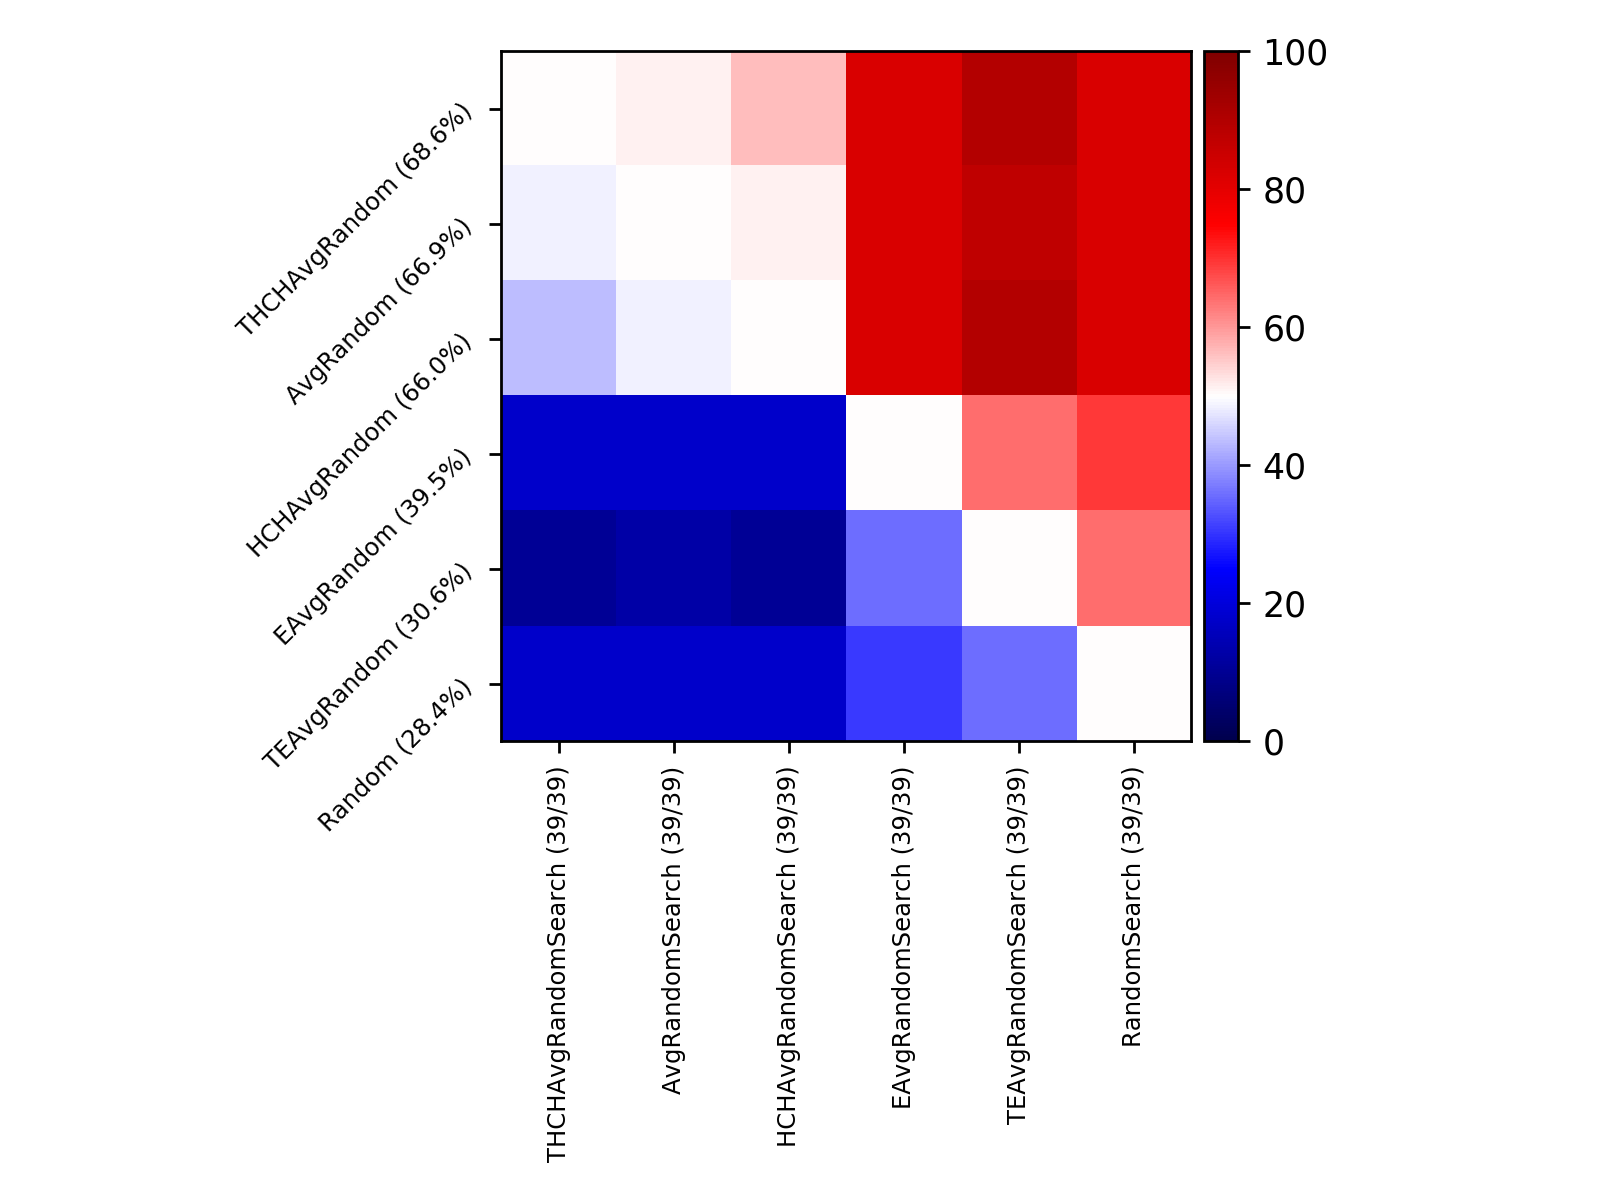 THCHAvgRandom (68.6%)
AvgRandom (66.9%)
HCHAvgRandom (66.0%)
EAvgRandom (39.5%)
TEAvgRandom (30.6%)
Random (28.4%)
THCHAvgRandomSearch (39/39)
AvgRandomSearch (39/39)
HCHAvgRandomSearch (39/39)
EAvgRandomSearch (39/39)
TEAvgRandomSearch (39/39)
RandomSearch (39/39)
100
80
60
40
20
0